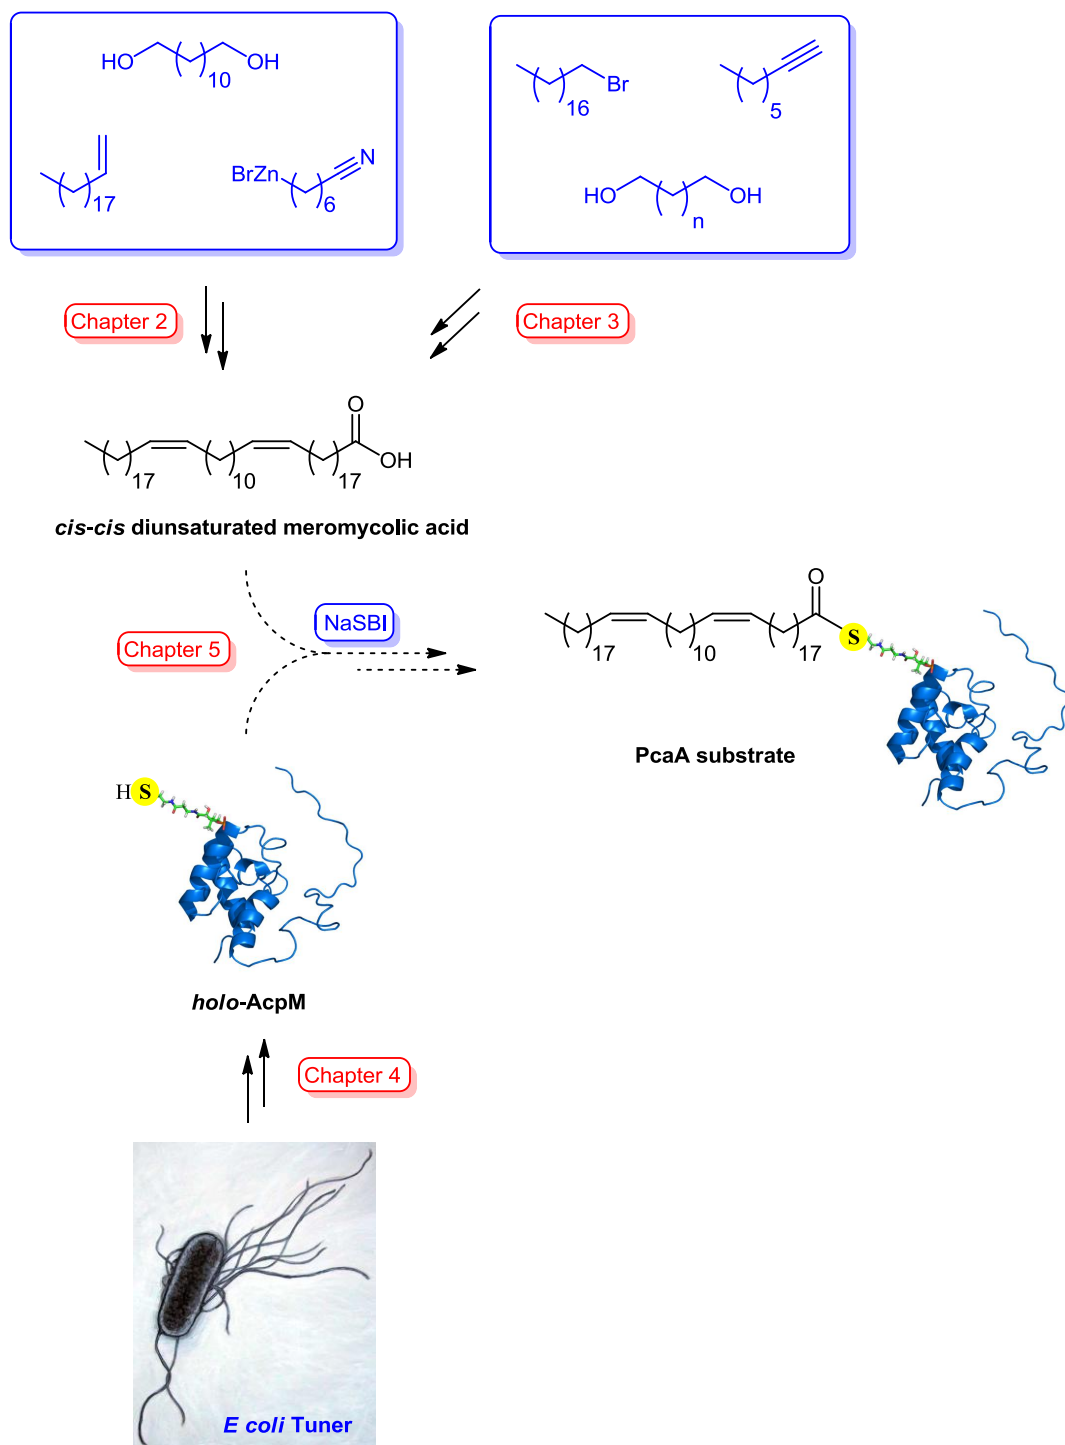 HO ( ) 10 OH
( ) 17
BrZn ( ) 6 N
( ) 16 Br
( ) 5
HO ( ) n OH
Chapter 2
Chapter 3
( ) 17 ( ) 10 ( ) 17 O OH
cis-cis diunsaturated meromycolic acid
NaSBI
Chapter 5
( ) 17 ( ) 10 ( ) 17 O S
PcaA substrate
H S
holo-AcpM
Chapter 4
E coli Tuner